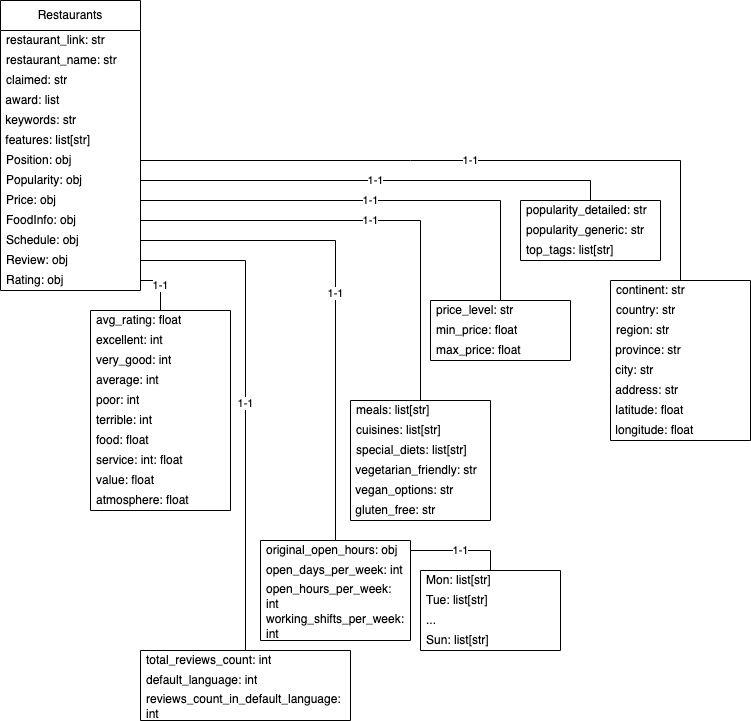 Restaurants
restaurant_link: str
restaurant_name: str
claimed: str
award: list
keywords: str
features: list[str]
Position: obj
Popularity: obj
Price: obj
FoodInfo: obj
Schedule: obj
Review: obj
Rating: obj
1-1
1-1
1-1
1-1
1-1
1-1
1-1
1-1
popularity_detailed: str
popularity_generic: str
top_tags: list[str]
continent: str
country: str
region: str
province: str
city: str
address: str
latitude: float
longitude: float
price_level: str
min_price: float
max_price: float
avg_rating: float
excellent: int
very_good: int
average: int
poor: int
terrible: int
food: float
service: int: float
value: float
atmosphere: float
meals: list[str]
cuisines: list[str]
special_diets: list[str]
vegetarian_friendly: str
vegan_options: str
gluten_free: str
original_open_hours: obj
open_days_per_week: int
open_hours_per_week:
int
working_shifts_per_week:
int
Mon: list[str]
Tue: list[str]
...
Sun: list[str]
total_reviews_count: int
default_language: int
reviews_count_in_default_language:
int